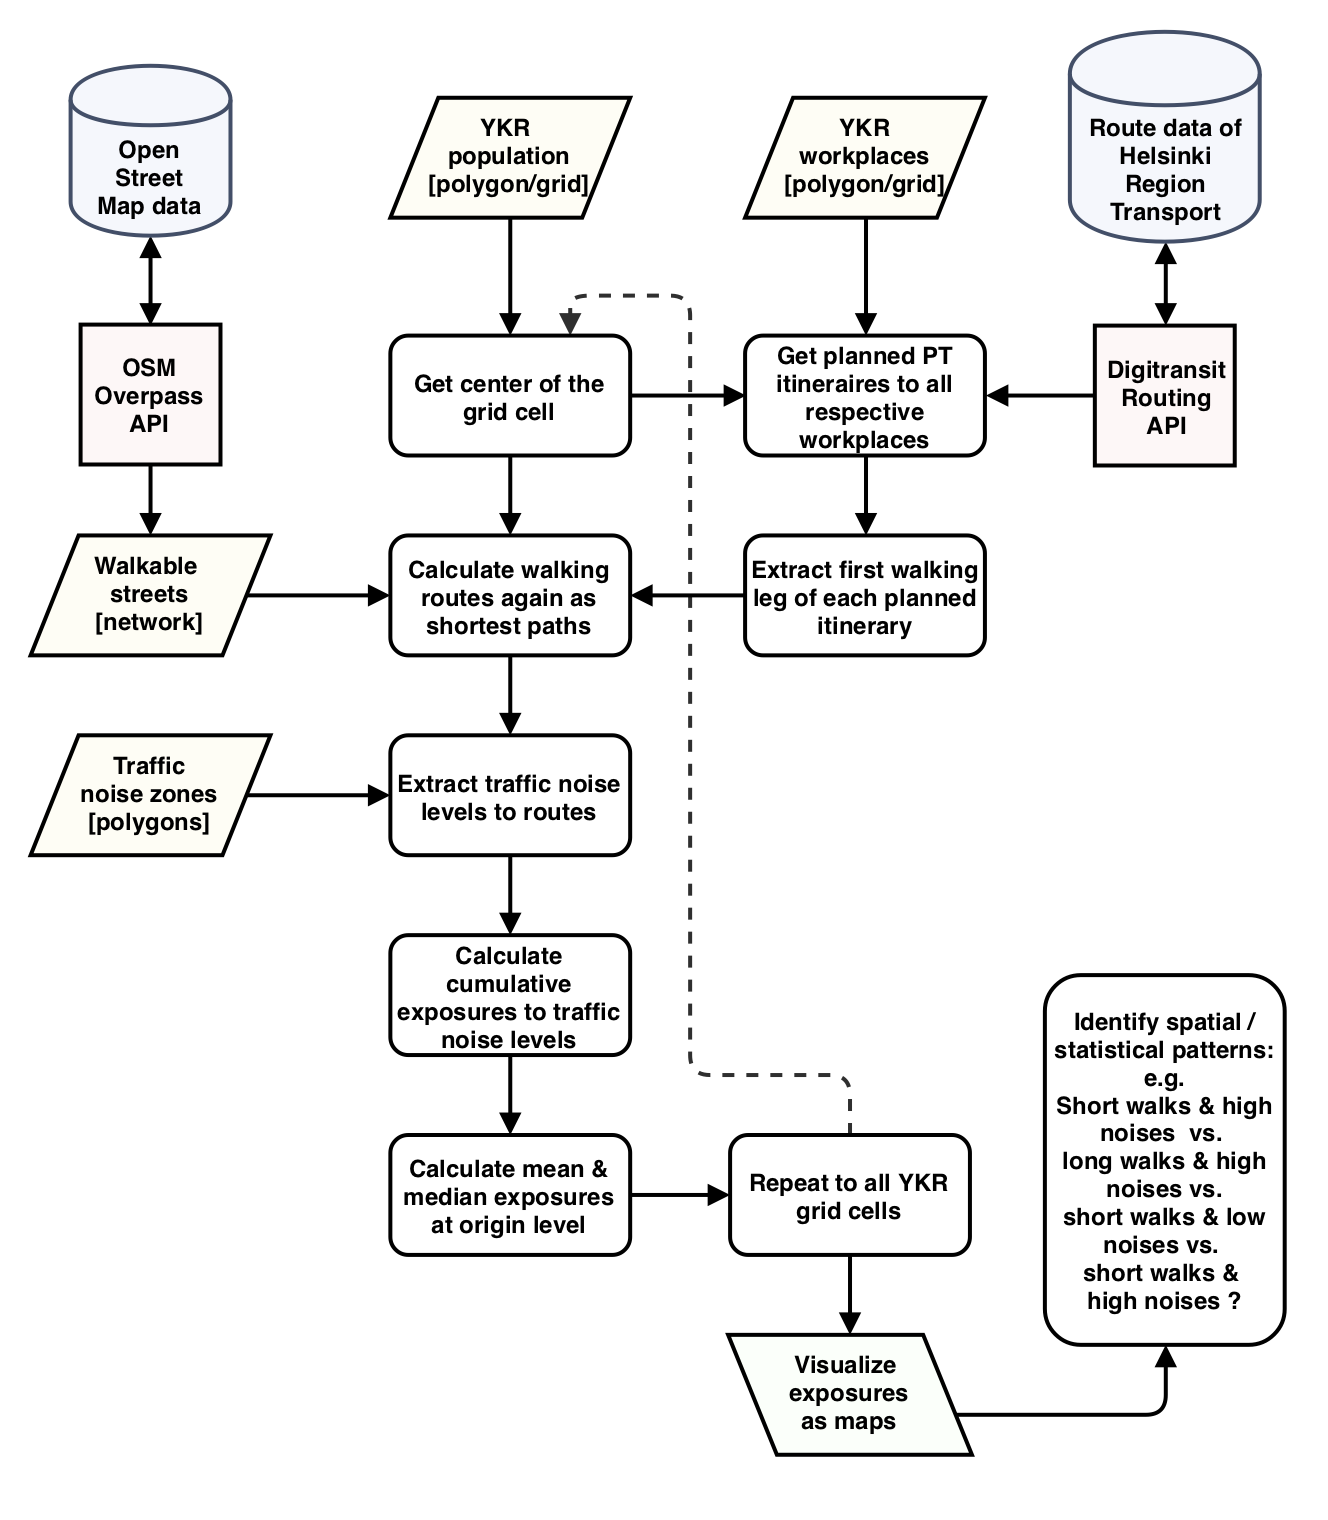 Open
Street
Map data
YKR
population
[polygon/grid]
YKR
workplaces
[polygon/grid]
Route data of
Helsinki
Region
Transport
OSM
Overpass
API
Get center of the
grid cell
Get planned PT
itineraires to all
respective
workplaces
Digitransit
Routing
API
Walkable
streets
[network]
Calculate walking
routes again as
shortest paths
Extract first walking
leg of each planned
itinerary
Traffic
noise zones
[polygons]
Extract traffic noise
levels to routes
Calculate
cumulative
exposures to traffic
noise levels
Identify spatial /
statistical patterns:
e.g.
Short walks & high
noises vs.
long walks & high
noises vs.
short walks & low
noises vs.
short walks &
high noises ?
Calculate mean &
median exposures
at origin level
Repeat to all YKR
grid cells
Visualize
exposures
as maps